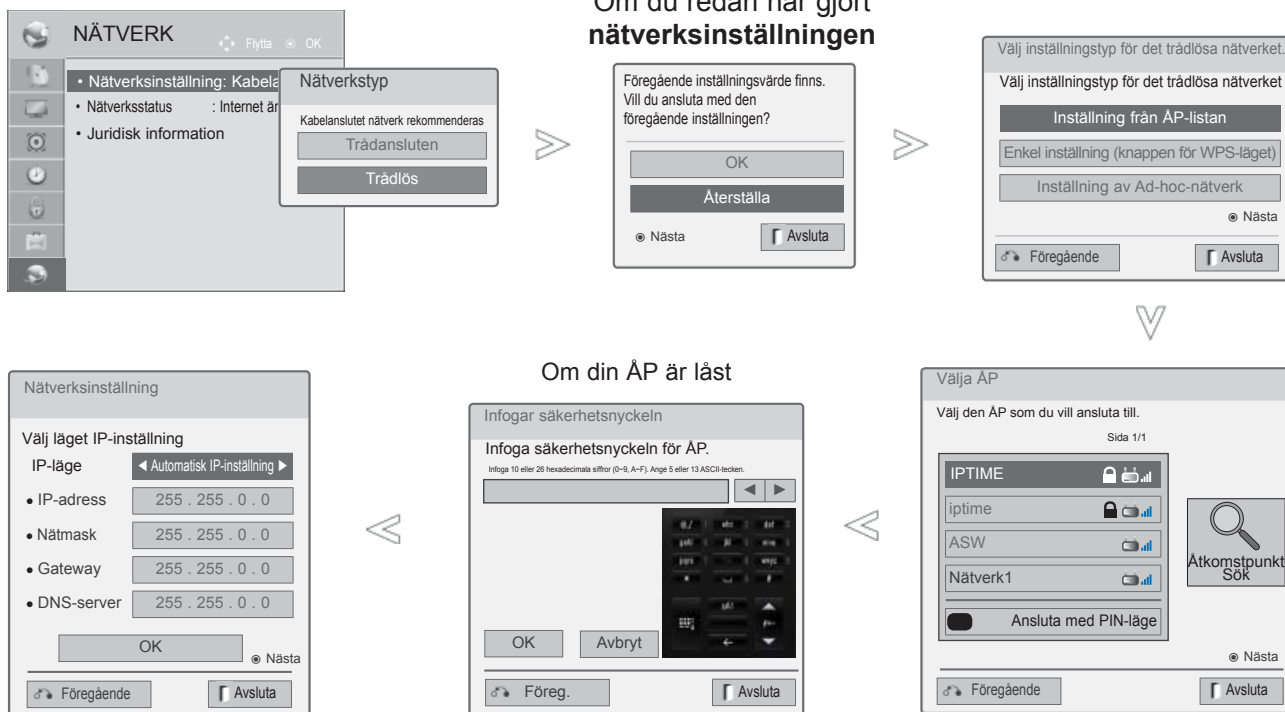 NÄTVERK
Flytta OK
• Nätverksinställning: Kabela
• Nätverksstatus : Internet är
• Juridisk information
Nätverkstyp
Kabelanslutet nätverk rekommenderas
Trådansluten
Trådlös
Om du redan har gjort
nätverksinställningen
Föregående inställningsvärde finns.
Vill du ansluta med den
föregående inställningen?
OK
Återställa
Nästa
Avsluta
Välj inställningstyp för det trådlösa nätverket.
Välj inställningstyp för det trådlösa nätverket
Inställning från ÅP-listan
Enkel inställning (knappen för WPS-läget)
Inställning av Ad-hoc-nätverk
Nästa
Föregående
Avsluta
Välja ÅP
Välj den ÅP som du vill ansluta till.
Sida 1/1
IPTIME
iptime
ASW
Nätverk1
Ansluta med PIN-läge
Åtkomstpunkt
Sök
Nästa
Föregående
Avsluta
Om din ÅP är låst
Infogar säkerhetsnyckeln
Infoga säkerhetsnyckeln för ÅP.
Infoga 10 eller 26 hexadecimala siffror (0~9, A~F). Ange 5 eller 13 ASCII-tecken.
OK
Avbryt
Föreg.
Avsluta
Nätverksinställning
Välj läget IP-inställning
IP-läge
Automatisk IP-inställning
• IP-adress 255 . 255 . 0 . 0
• Nätmask 255 . 255 . 0 . 0
• Gateway 255 . 255 . 0 . 0
• DNS-server 255 . 255 . 0 . 0
OK
Nästa
Föregående
Avsluta